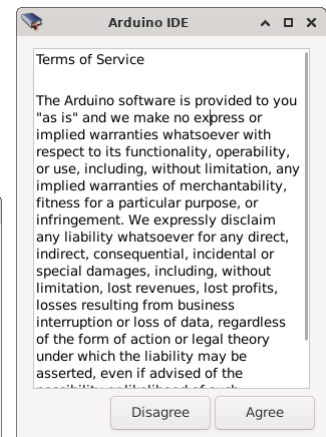 Arduino IDE
Terms of Service
The Arduino software is provided to you
"as is" and we make no express or
implied warranties whatsoever with
respect to its functionality, operability,
or use, including, without limitation, any
implied warranties of merchantability,
fitness for a particular purpose, or
infringement. We expressly disclaim
any liability whatsoever for any direct,
indirect, consequential, incidental or
special damages, including, without
limitation, lost revenues, lost profits,
losses resulting from business
interruption or loss of data, regardless
of the form of action or legal theory
under which the liability may be
asserted, even if advised of the
Disagree Agree